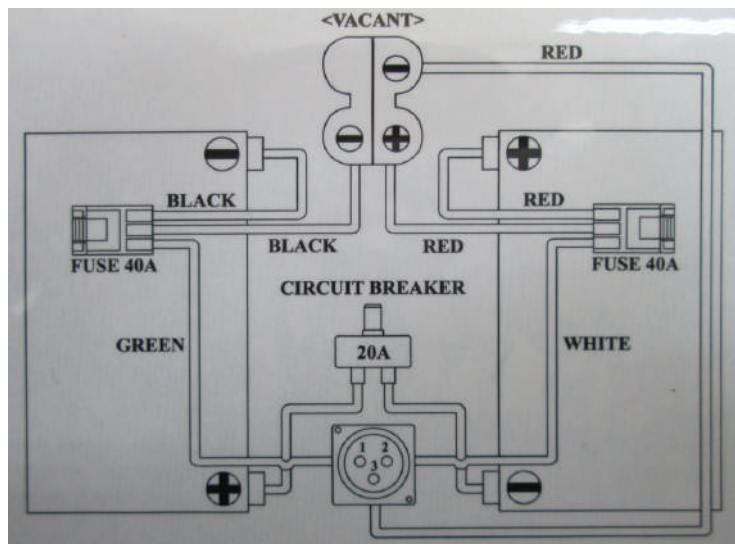 <VACANT>
RED
BLACK
RED
BLACK
RED
FUSE 40A
FUSE 40A
CIRCUIT BREAKER
GREEN
20A
WHITE
1 2
3